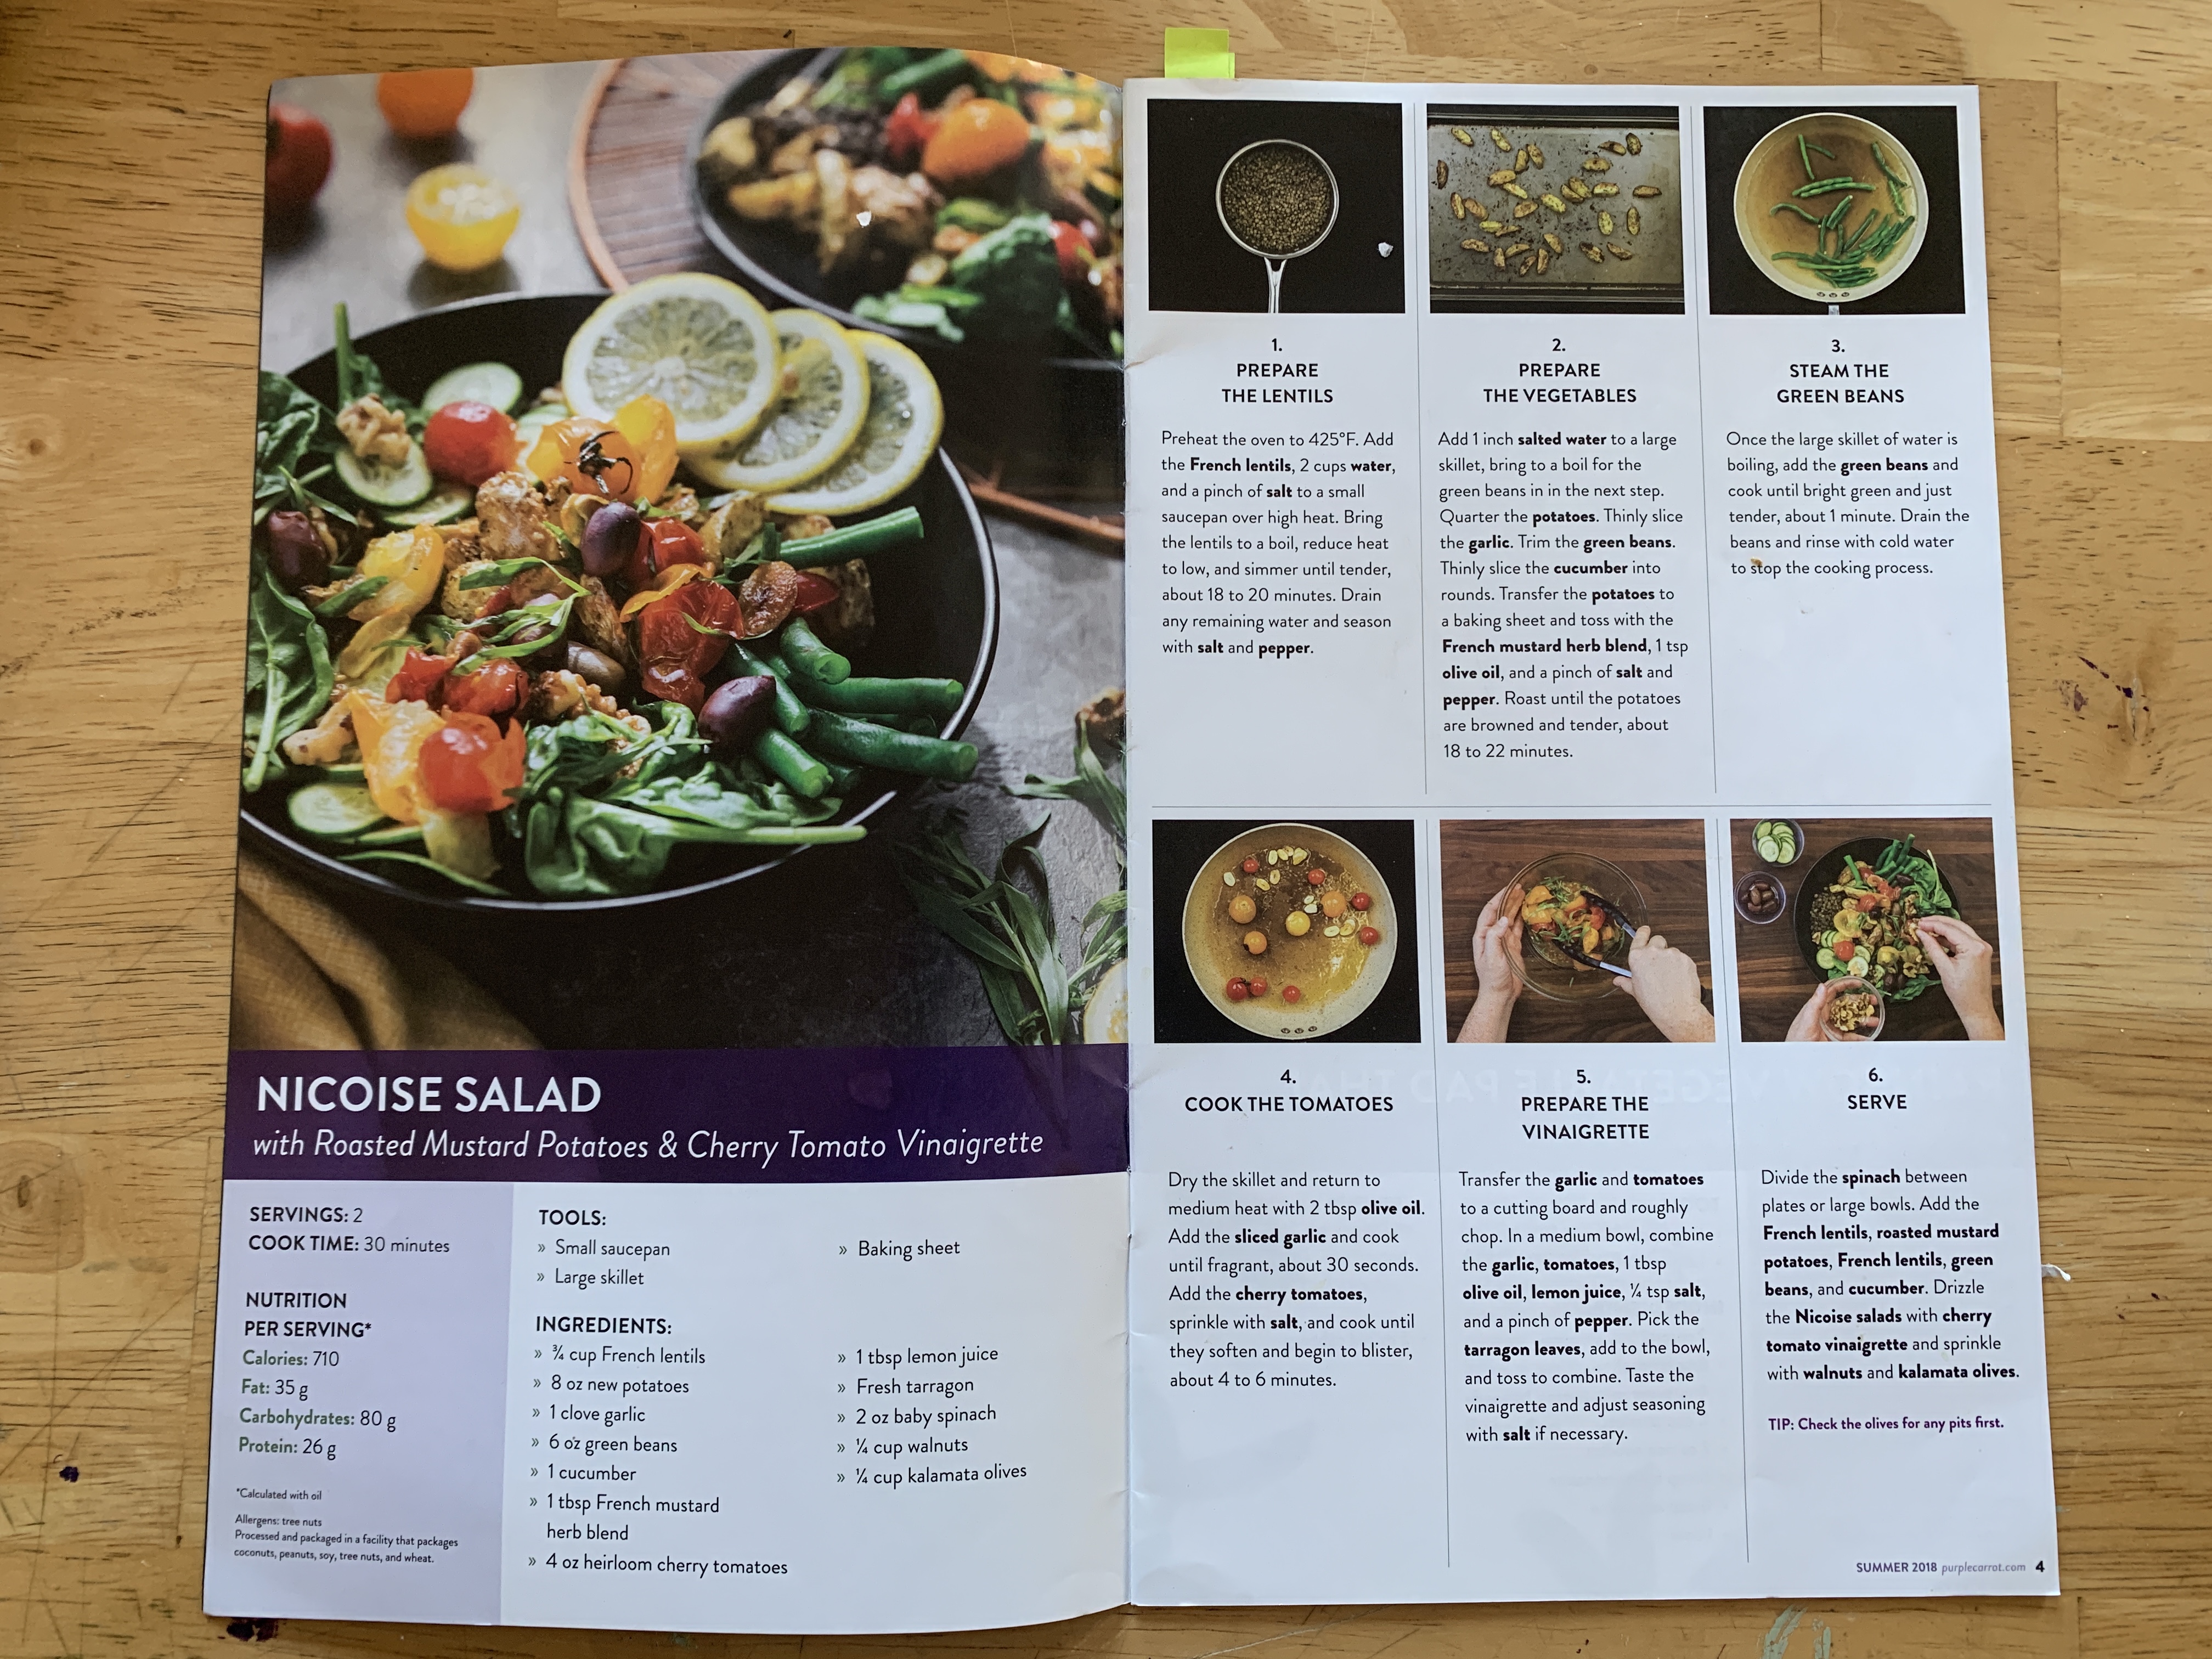 NICOISE SALAD
with Roasted Mustard Potatoes & Cherry Tomato Vinaigrette
SERVINGS: 2
COOK TIME: 30 minutes
NUTRITION
PER SERVING*
Calories: 710
Fat: 35 g
Carbohydrates: 80 g
Protein: 26 g
*Calculated with oil
Allergens: tree nuts
Processed and packaged in a facility that packages
coconuts, peanuts, soy, tree nuts, and wheat.
TOOLS:
» Small saucepan
» Large skillet
» Baking sheet
INGREDIENTS:
» ¾ cup French lentils
» 8 oz new potatoes
» 1 clove garlic
» 6 oz green beans
» 1 cucumber
» 1 tbsp French mustard
herb blend
» 4 oz heirloom cherry tomatoes
» 1 tbsp lemon juice
» Fresh tarragon
» 2 oz baby spinach
» ¼ cup walnuts
» ¼ cup kalamata olives
1.
PREPARE
THE LENTILS
Preheat the oven to 425°F. Add
the French lentils, 2 cups water,
and a pinch of salt to a small
saucepan over high heat. Bring
the lentils to a boil, reduce heat
to low, and simmer until tender,
about 18 to 20 minutes. Drain
any remaining water and season
with salt and pepper.
2.
PREPARE
THE VEGETABLES
Add 1 inch salted water to a large
skillet, bring to a boil for the
green beans in in the next step.
Quarter the potatoes. Thinly slice
the garlic. Trim the green beans.
Thinly slice the cucumber into
rounds. Transfer the potatoes to
a baking sheet and toss with the
French mustard herb blend, 1 tsp
olive oil, and a pinch of salt and
pepper. Roast until the potatoes
are browned and tender, about
18 to 22 minutes.
3.
STEAM THE
GREEN BEANS
Once the large skillet of water is
boiling, add the green beans and
cook until bright green and just
tender, about 1 minute. Drain the
beans and rinse with cold water
to stop the cooking process.
4.
COOK THE TOMATOES
Dry the skillet and return to
medium heat with 2 tbsp olive oil.
Add the sliced garlic and cook
until fragrant, about 30 seconds.
Add the cherry tomatoes,
sprinkle with salt, and cook until
they soften and begin to blister,
about 4 to 6 minutes.
5.
PREPARE THE
VINAIGRETTE
Transfer the garlic and tomatoes
to a cutting board and roughly
chop. In a medium bowl, combine
the garlic, tomatoes, 1 tbsp
olive oil, lemon juice, ¼ tsp salt,
and a pinch of pepper. Pick the
tarragon leaves, add to the bowl,
and toss to combine. Taste the
vinaigrette and adjust seasoning
with salt if necessary.
6.
SERVE
Divide the spinach between
plates or large bowls. Add the
French lentils, roasted mustard
potatoes, French lentils, green
beans, and cucumber. Drizzle
the Nicoise salads with cherry
tomato vinaigrette and sprinkle
with walnuts and kalamata olives.
TIP: Check the olives for any pits first.
SUMMER 2018 purplecarrot.com 4